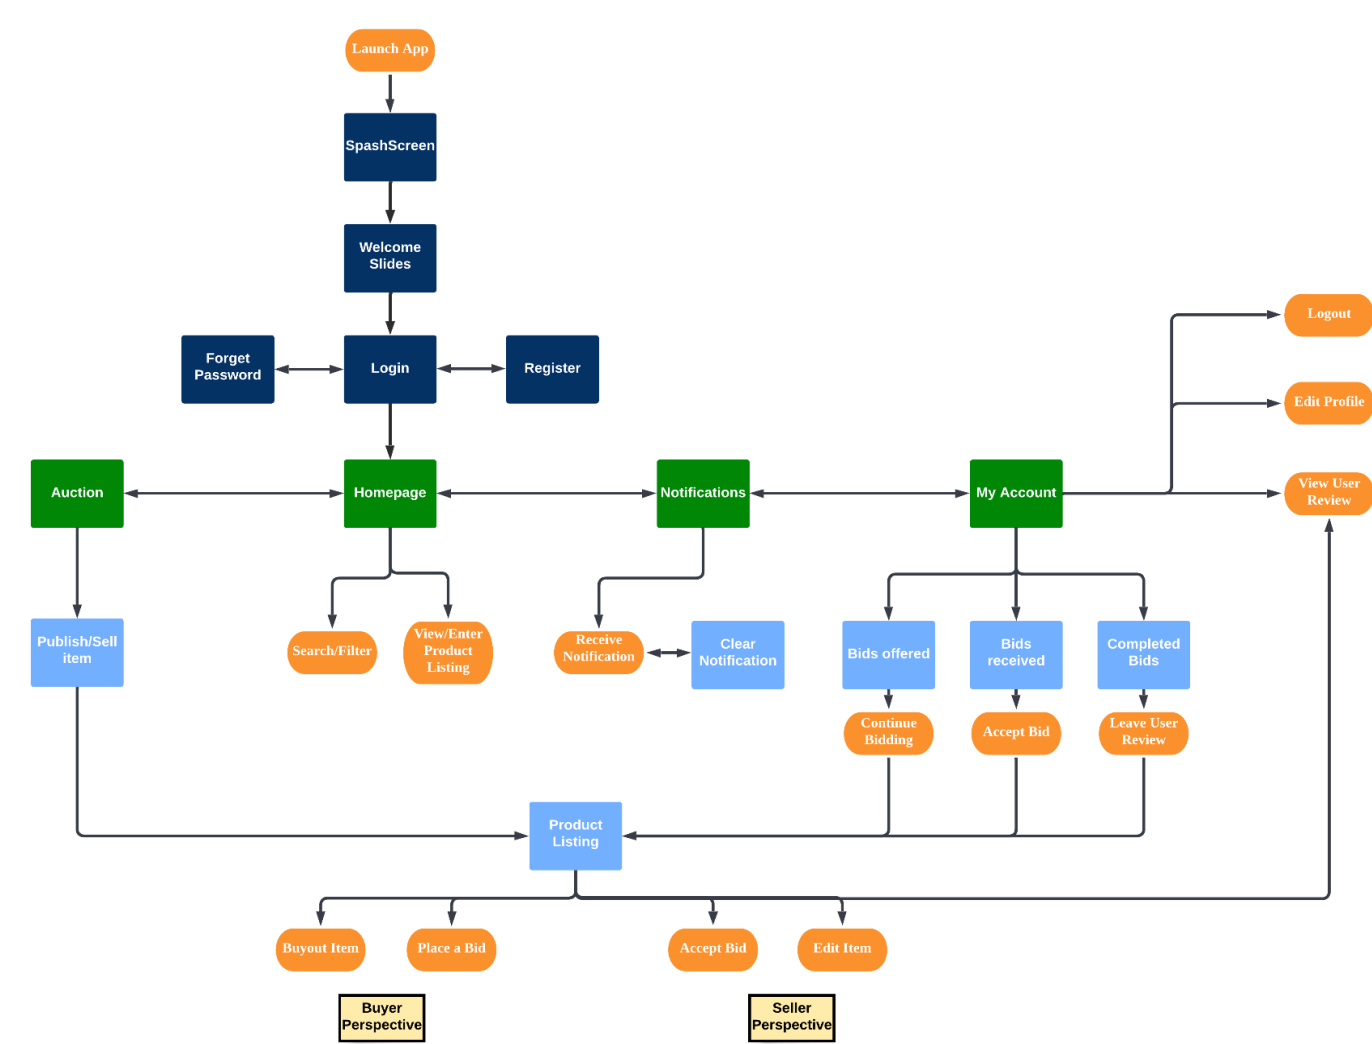 Launch App
SpashScreen
Welcome
Slides
Forget
Password
Login
Register
Logout
Edit Profile
Auction
Homepage
Notifications
My Account
View User
Review
Publish/Sell
item
Search/Filter
View/Enter
Product
Listing
Receive
Notification
Clear
Notification
Bids offered
Bids
received
Completed
Bids
Continue
Bidding
Accept Bid
Leave User
Review
Product
Listing
Buyout Item
Place a Bid
Accept Bid
Edit Item
Buyer
Perspective
Seller
Perspective